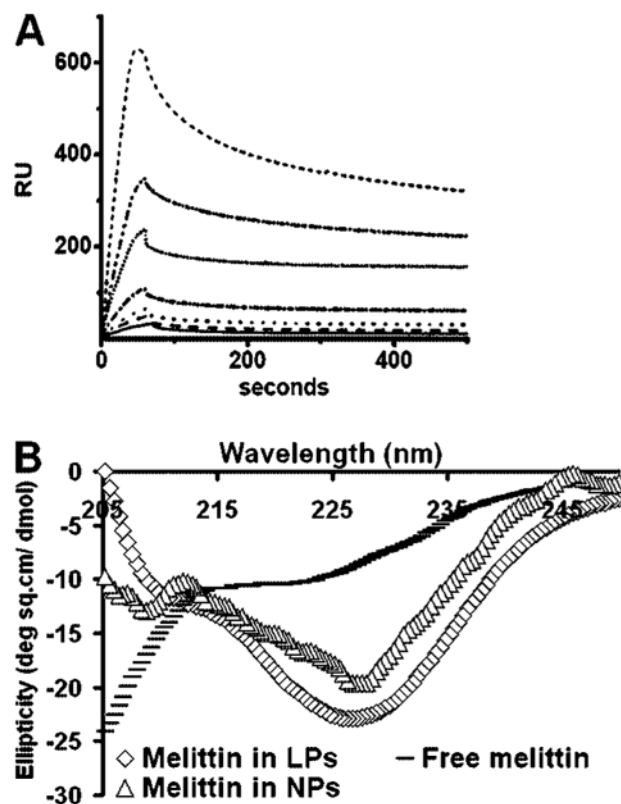 A
RU
600
400
200
0
200
400
seconds
B
Wavelength (nm)
0
205
215
225
235
245
-5
-10
-15
-20
-25
-30
Ellipticity (deg sq.cm/ dmol)
Melittin in LPs
Free melittin
Melittin in NPs